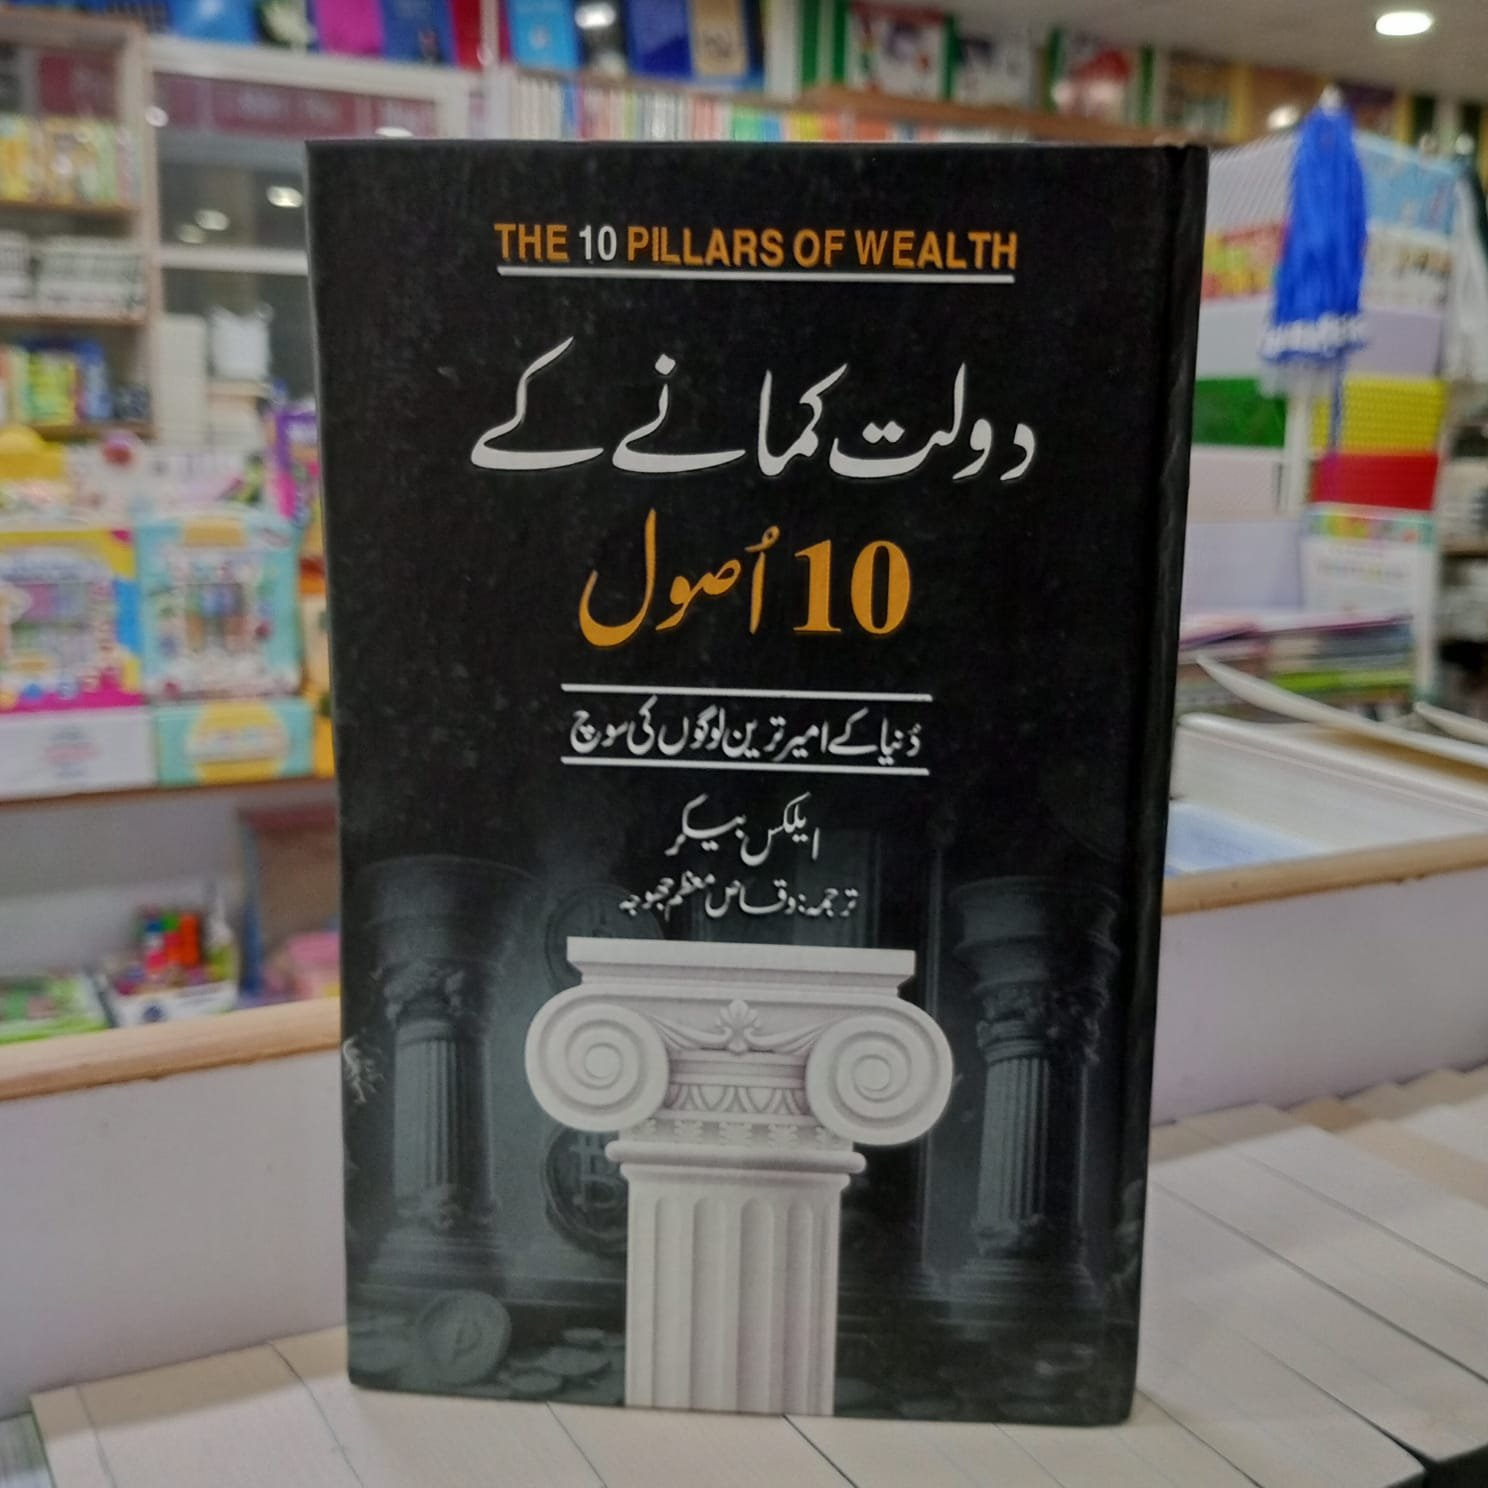 THE 10 PILLARS OF WEALTH
دولت کمانے کے
10 اُصول
دُنیا کے امیر ترین لوگوں کی سوچ
ایلکس بیکر
ترجمہ: وقاص معظم ججوجہ